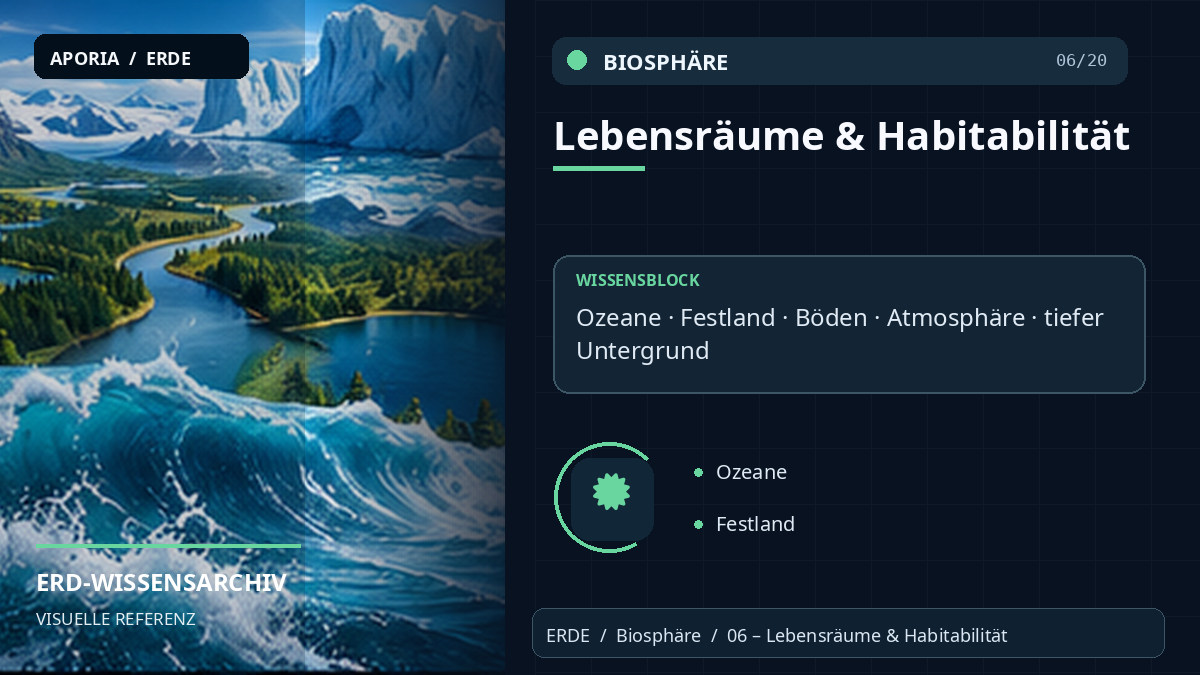 APORIA / ERDE
ERD-WISSENSARCHIV
VISUELLE REFERENZ
BIOSPHÄRE
06/20
Lebensräume & Habitabilität
WISSENSBLOCK
Ozeane · Festland · Böden · Atmosphäre · tiefer
Untergrund
Ozeane
Festland
ERDE / Biosphäre / 06 – Lebensräume & Habitabilität